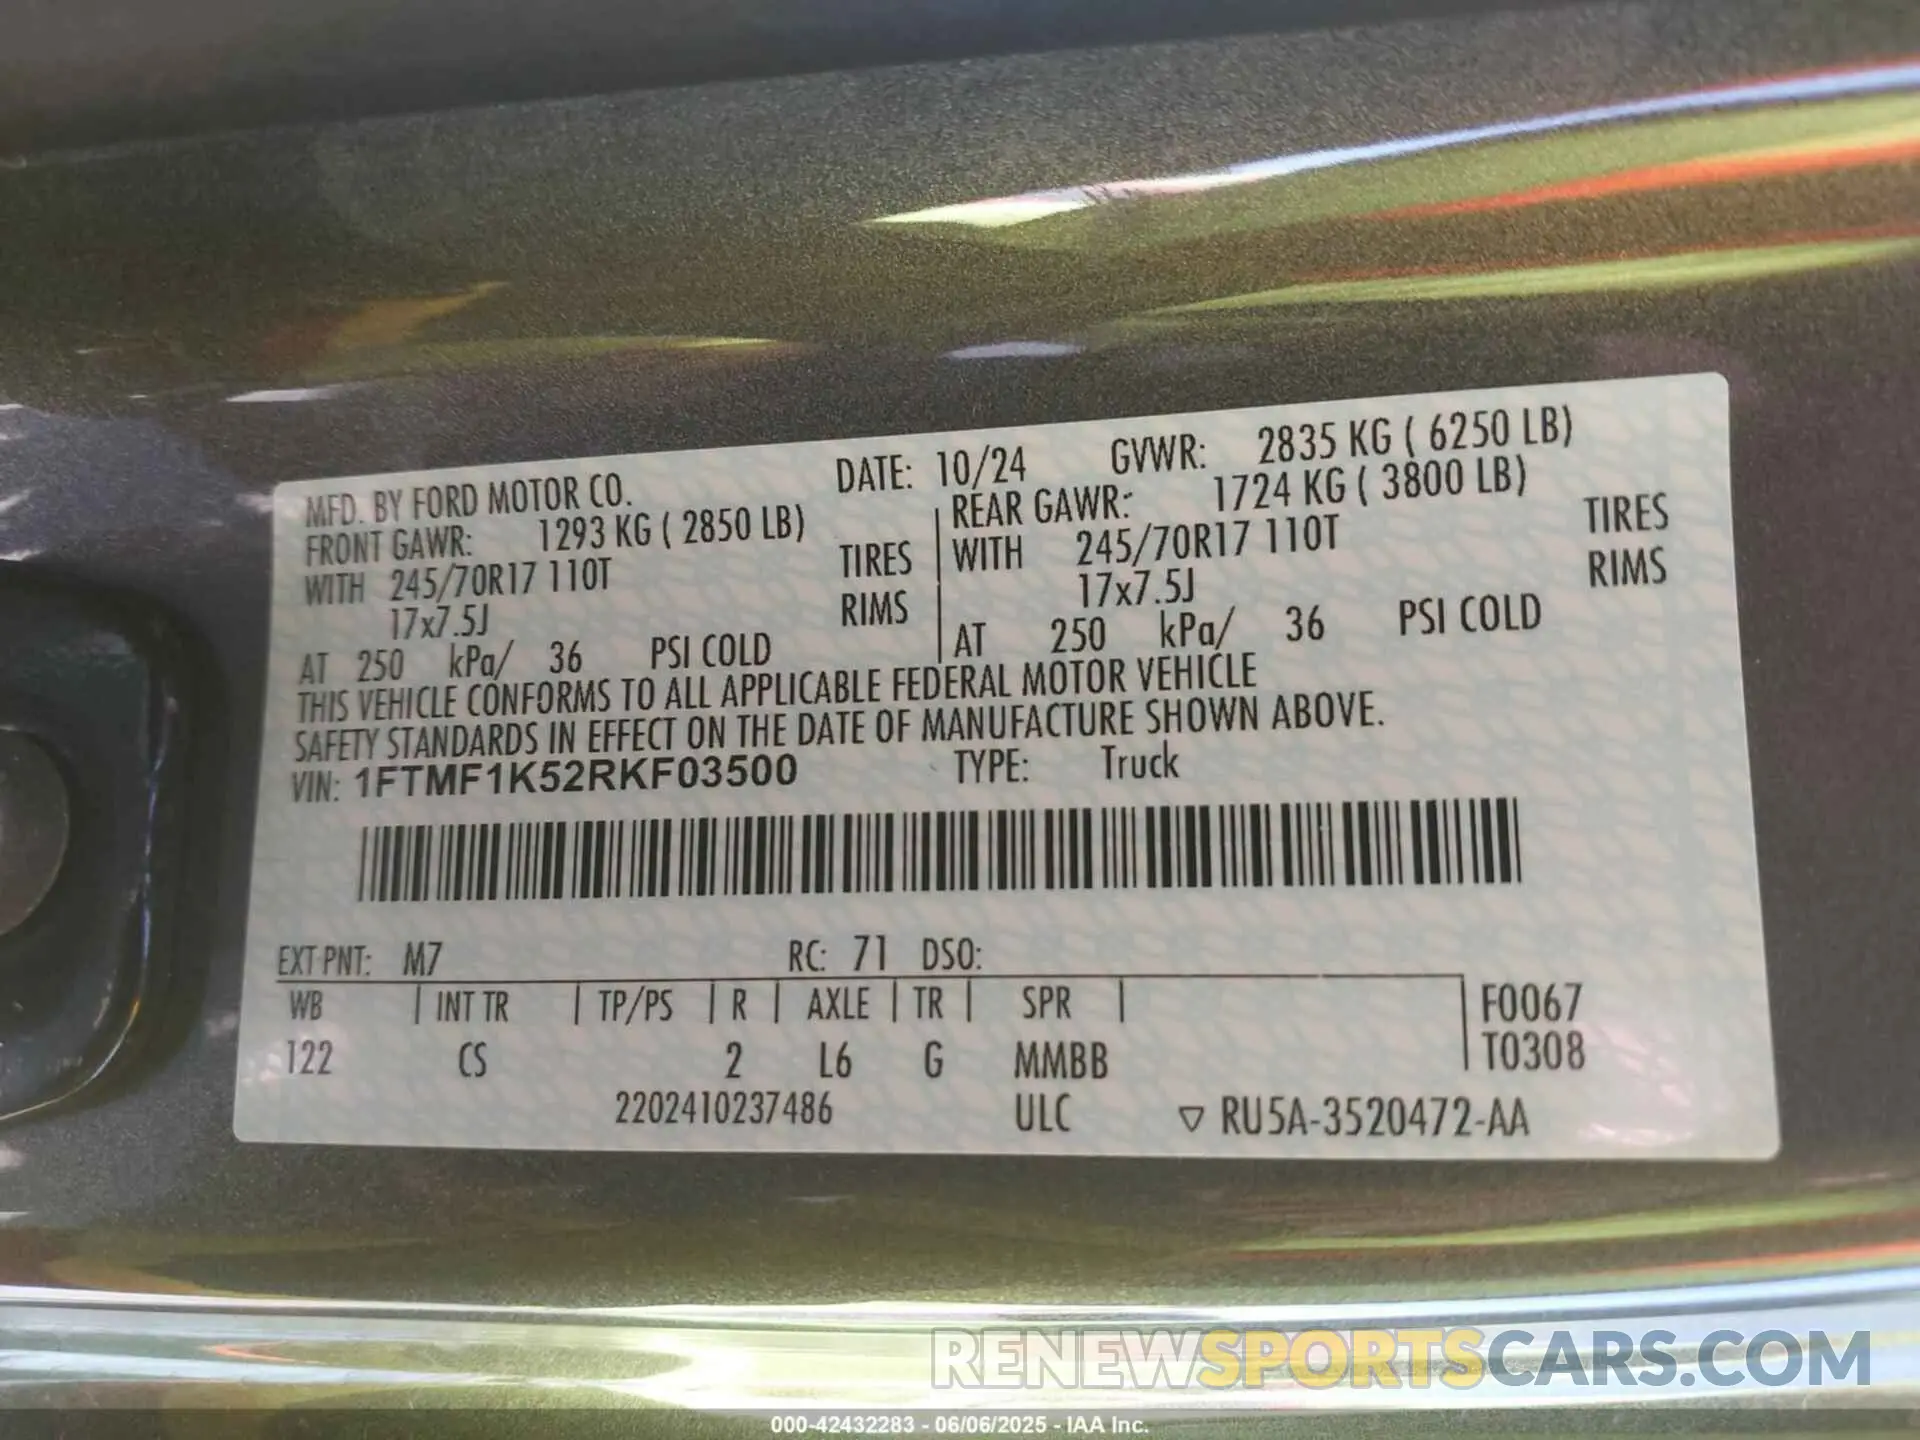 MFD. BY FORD MOTOR CO. DATE: 10/24 GVWR: 2835 KG ( 6250 LB)
FRONT GAWR: 1293 KG ( 2850 LB) REAR GAWR: 1724 KG ( 3800 LB)
WITH 245/70R17 110T TIRES WITH 245/70R17 110T TIRES
17x7.5J RIMS 17x7.5J RIMS
AT 250 kPa/ 36 PSI COLD AT 250 kPa/ 36 PSI COLD
THIS VEHICLE CONFORMS TO ALL APPLICABLE FEDERAL MOTOR VEHICLE
SAFETY STANDARDS IN EFFECT ON THE DATE OF MANUFACTURE SHOWN ABOVE.
VIN: 1FTMF1K52RKF03500 TYPE: Truck
EXT PNT: M7 RC: 71 DSO:
WB | INT TR | TP/PS | R | AXLE | TR | SPR | F0067
122 CS 2 L6 G MMBB T0308
2202410237486 ULC ▽ RU5A-3520472-AA
RENEWSPORTSCARS.COM
000-42432283 - 06/06/2025 - IAA Inc.